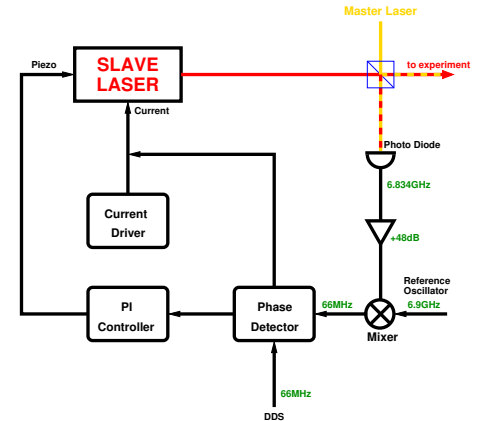 Master Laser
Piezo
SLAVE
LASER
to experiment
Current
Photo Diode
6.834GHz
Current
Driver
+48dB
Reference
Oscillator
PI
Controller
Phase
Detector
66MHz
6.9GHz
Mixer
66MHz
DDS